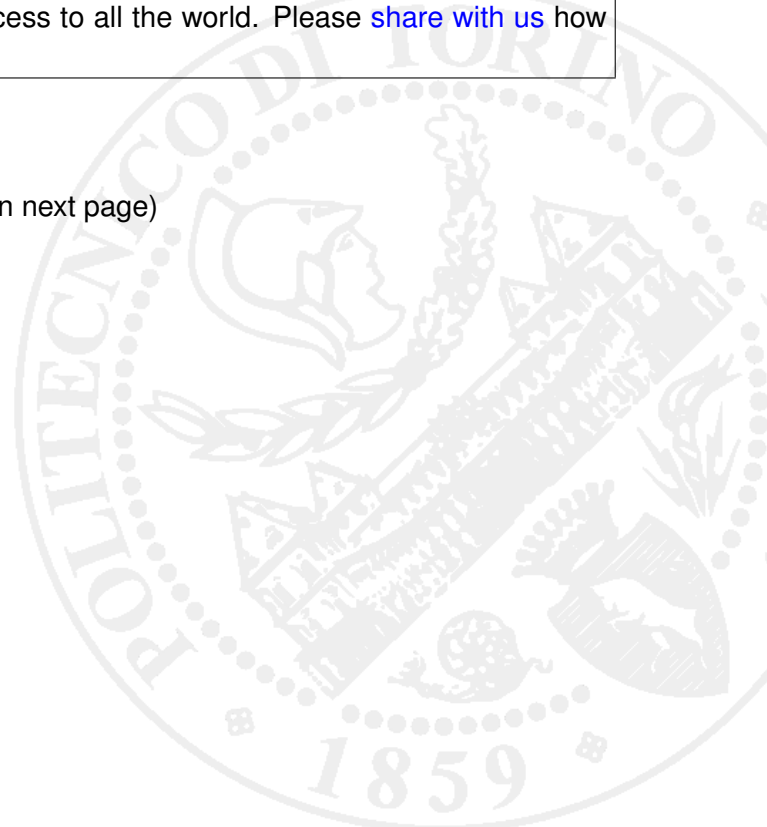 cess to all the world. Please share with us how
n next page)
POLITECNICO DI TORINO
1859